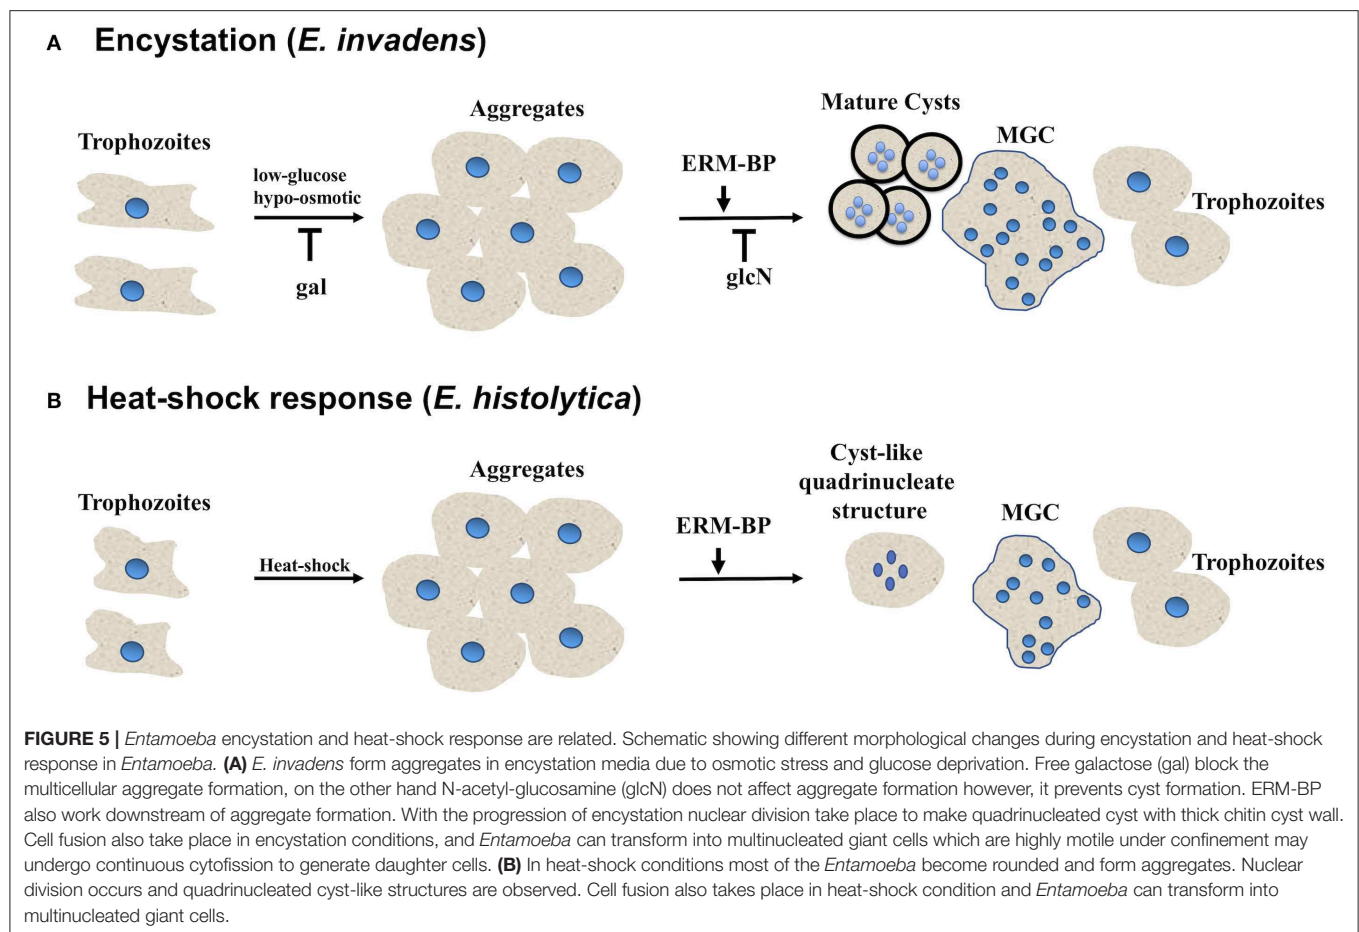 A Encystation (E. invadens)
Trophozoites
low-glucose
hypo-osmotic
gal
Aggregates
ERM-BP
glcN
Mature Cysts
MGC
Trophozoites
B Heat-shock response (E. histolytica)
Trophozoites
Heat-shock
Aggregates
ERM-BP
Cyst-like
quadrinucleate
structure
MGC
Trophozoites
FIGURE 5 | Entamoeba encystation and heat-shock response are related. Schematic showing different morphological changes during encystation and heat-shock
response in Entamoeba. (A) E. invadens form aggregates in encystation media due to osmotic stress and glucose deprivation. Free galactose (gal) block the
multicellular aggregate formation, on the other hand N-acetyl-glucosamine (glcN) does not affect aggregate formation however, it prevents cyst formation. ERM-BP
also work downstream of aggregate formation. With the progression of encystation nuclear division take place to make quadrinucleated cyst with thick chitin cyst wall.
Cell fusion also take place in encystation conditions, and Entamoeba can transform into multinucleated giant cells which are highly motile under confinement may
undergo continuous cytofission to generate daughter cells. (B) In heat-shock conditions most of the Entamoeba become rounded and form aggregates. Nuclear
division occurs and quadrinucleated cyst-like structures are observed. Cell fusion also takes place in heat-shock condition and Entamoeba can transform into
multinucleated giant cells.